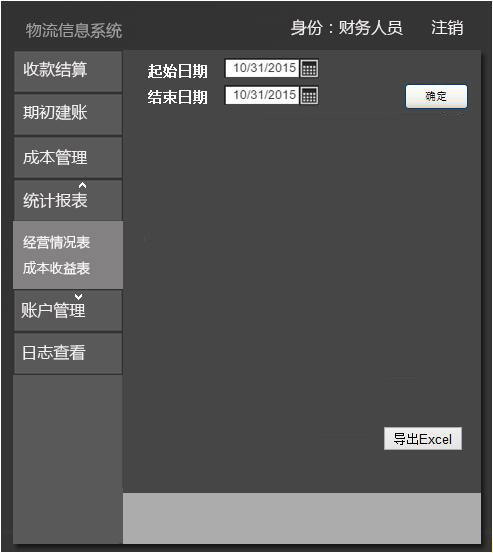 物流信息系统
身份：财务人员 注销
收款结算
期初建账
成本管理
统计报表
经营情况表
成本收益表
账户管理
日志查看
起始日期 10/31/2015
结束日期 10/31/2015
确定
导出Excel